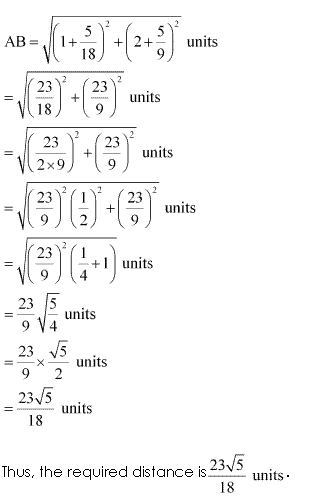 AB = √((1+5/18)² + (2+5/9)²) units
= √((23/18)² + (23/9)²) units
= √((23/(2×9))² + (23/9)²) units
= √((23/9)² (1/2)² + (23/9)²) units
= √((23/9)² (1/4 + 1)) units
= 23/9 √(5/4) units
= 23/9 × √5/2 units
= 23√5/18 units
Thus, the required distance is 23√5/18 units.